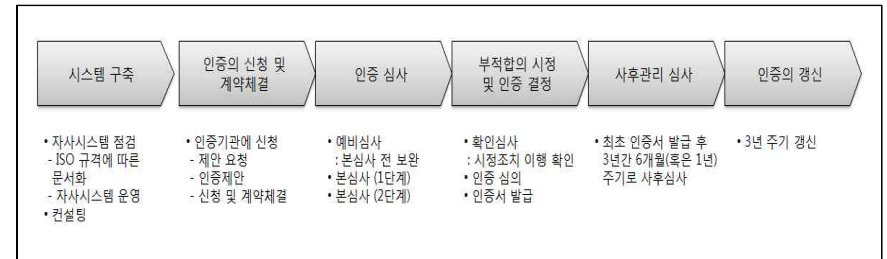 시스템 구축
인증의 신청 및
계약체결
인증 심사
부적합의 시정
및 인증 결정
사후관리 심사
인증의 갱신
• 자사시스템 점검
- ISO 규격에 따른
문서화
- 자사시스템 운영
• 컨설팅
• 인증기관에 신청
- 제안 요청
- 인증제안
- 신청 및 계약체결
• 예비심사
: 본심사 전 보완
• 본심사 (1단계)
• 본심사 (2단계)
• 확인심사
: 시정조치 이행 확인
• 인증 심의
• 인증서 발급
• 최초 인증서 발급 후
3년간 6개월(혹은 1년)
주기로 사후심사
• 3년 주기 갱신